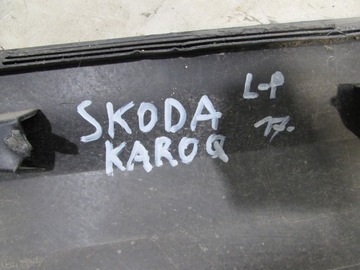 SKODA L-P
KAROQ 17.